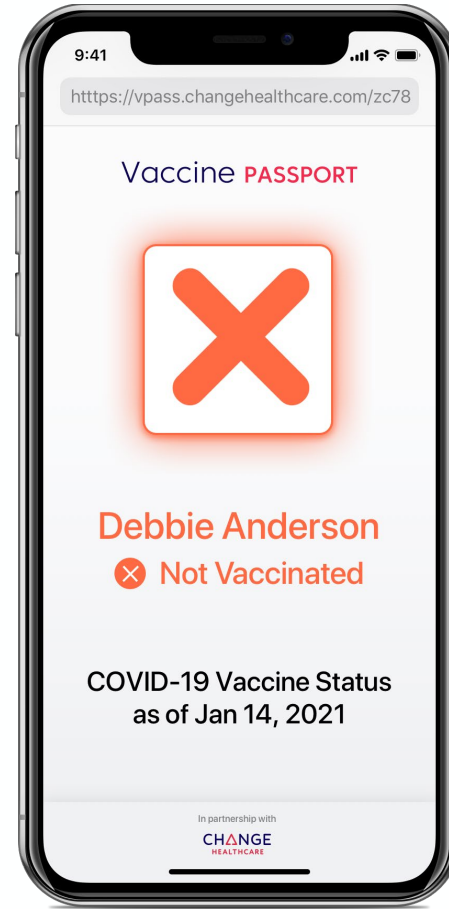 9:41
htttps://vpass.changehealthcare.com/zc78
Vaccine PASSPORT
Debbie Anderson
Not Vaccinated
COVID-19 Vaccine Status
as of Jan 14, 2021
In partnership with
CHANGE
HEALTHCARE